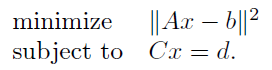 minimize ‖Ax − b‖²
subject to Cx = d.